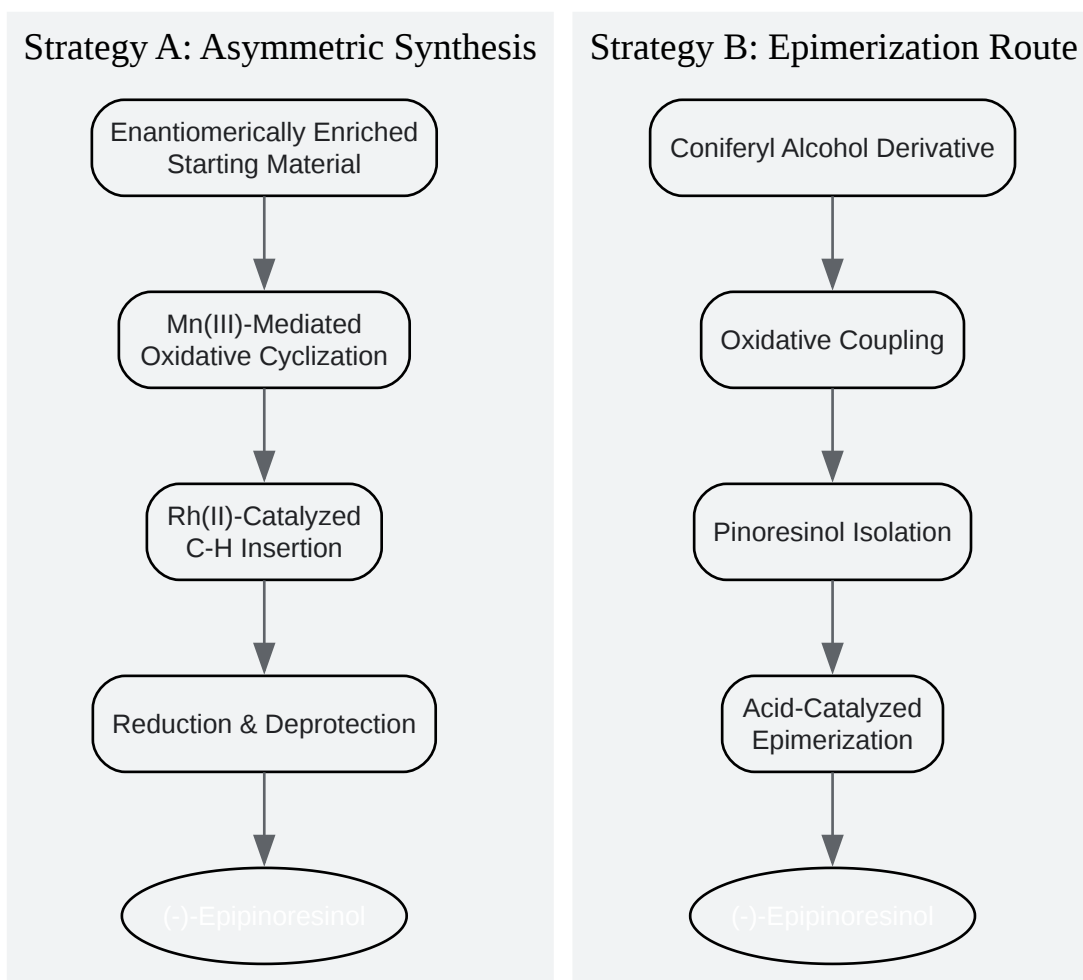 Strategy A: Asymmetric Synthesis
Enantiomerically Enriched
Starting Material
Mn(III)-Mediated
Oxidative Cyclization
Rh(II)-Catalyzed
C-H Insertion
Reduction & Deprotection
(-)-Epipinoresinol
Strategy B: Epimerization Route
Coniferyl Alcohol Derivative
Oxidative Coupling
Pinoresinol Isolation
Acid-Catalyzed
Epimerization
(-)-Epipinoresinol